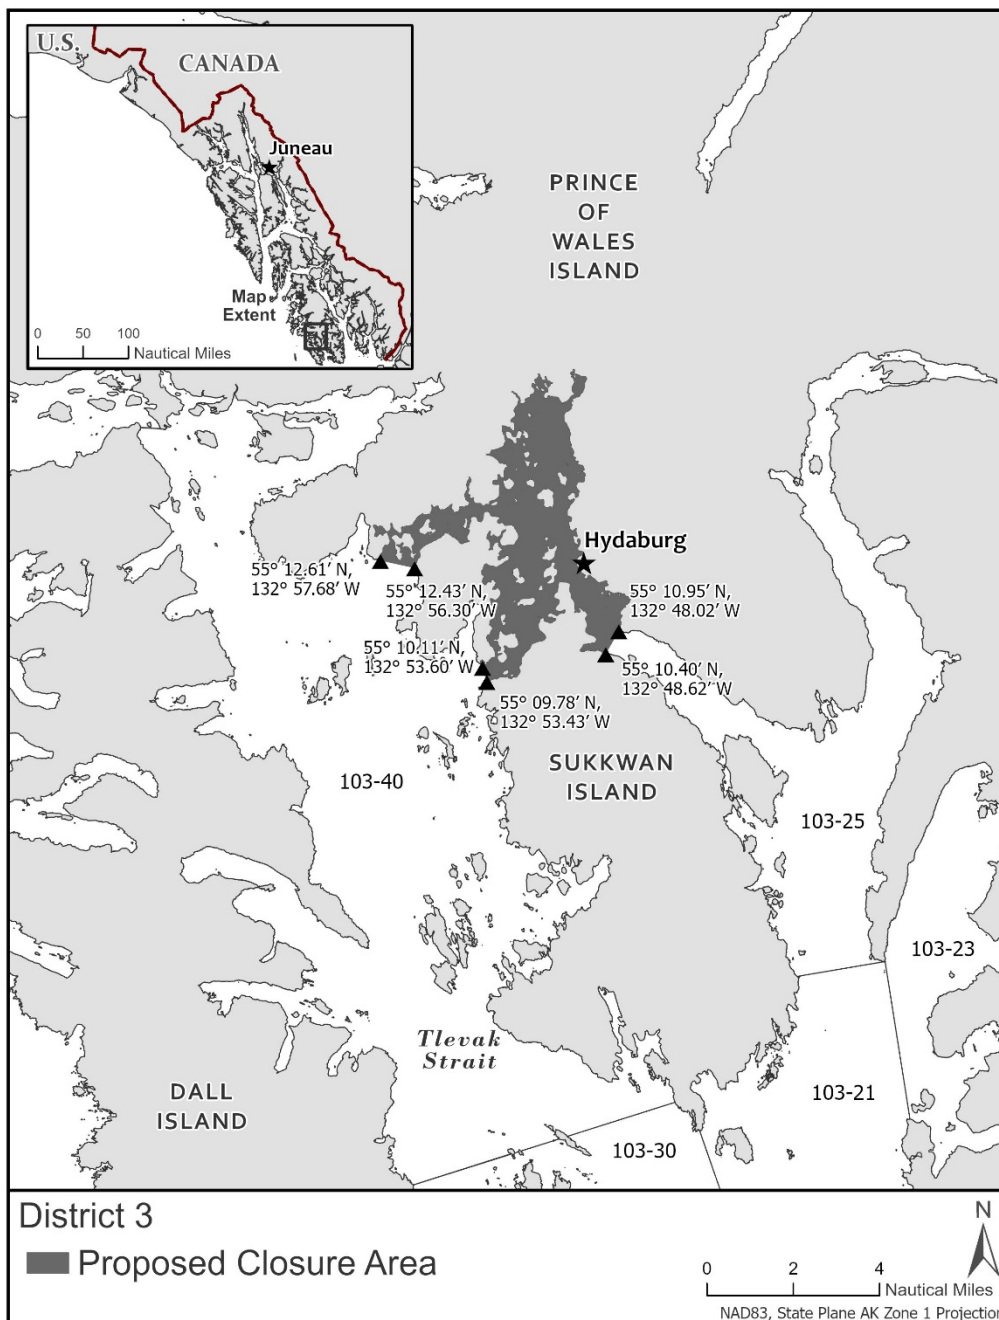 U.S.
CANADA
Juneau
Map
Extent
0 50 100
Nautical Miles
PRINCE
OF
WALES
ISLAND
Hydaburg
55° 12.61’ N,
132° 57.68’ W
55° 12.43’ N,
132° 56.30’ W
55° 10.95’ N,
132° 48.02’ W
55° 10.11’ N,
132° 53.60’ W
55° 10.40’ N,
132° 48.62’ W
55° 09.78’ N,
132° 53.43’ W
SUKKWAN
ISLAND
103-40
103-25
103-23
Tlevak
Strait
DALL
ISLAND
103-21
103-30
District 3
Proposed Closure Area
N
0 2 4
Nautical Miles
NAD83, State Plane AK Zone 1 Projection